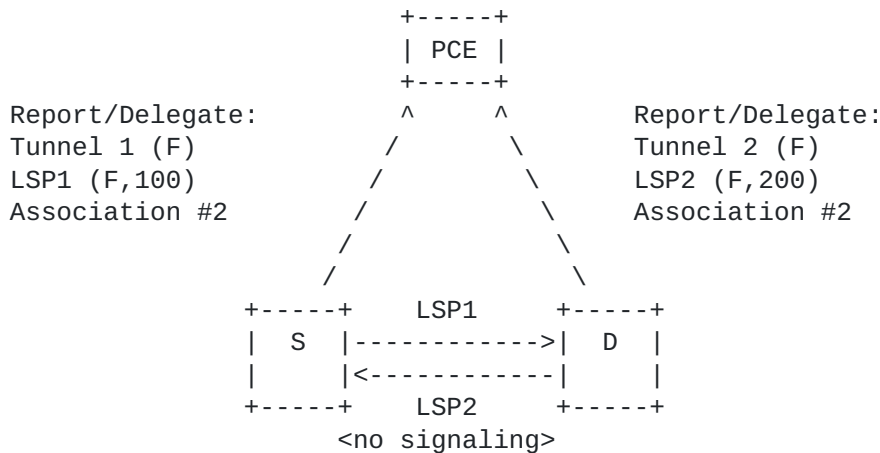 PCE
Report/Delegate: Report/Delegate:
Tunnel 1 (F) Tunnel 2 (F)
LSP1 (F,100) LSP2 (F,200)
Association #2 Association #2
LSP1
S D
LSP2
<no signaling>